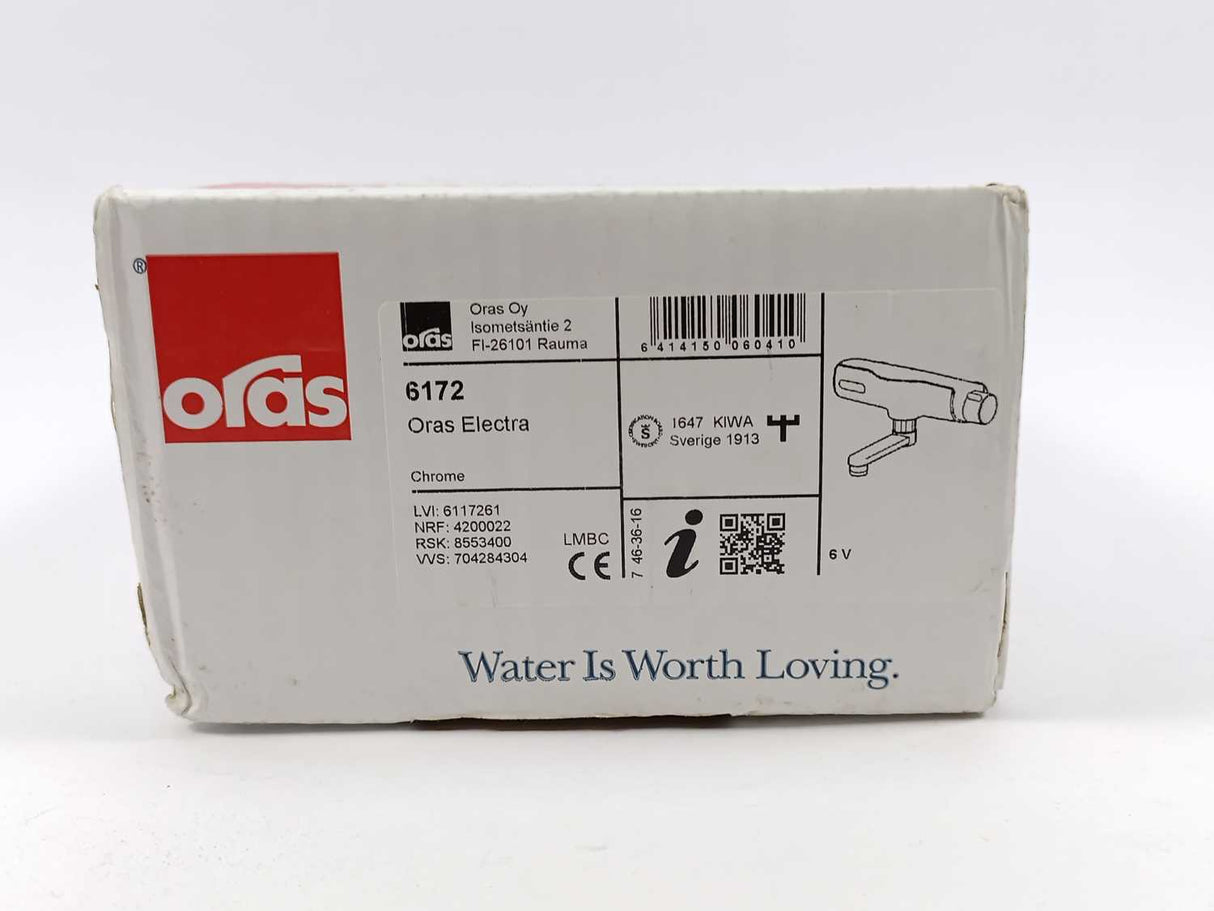 ®
oras
oras
Oras Oy
Isometsäntie 2
FI-26101 Rauma
6 414150 060410
6172
Oras Electra
Chrome
1647 KIWA
Sverige 1913
LVI: 6117261
NRF: 4200022
RSK: 8553400
VVS: 704284304
LMBC
CE
7 46-36-16
i
6 V
Water Is Worth Loving.